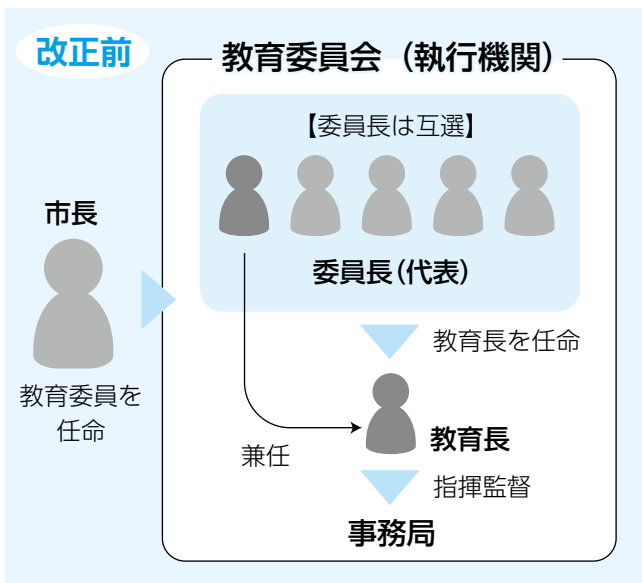 改正前
教育委員会（執行機関）
【委員長は互選】
市長
委員長（代表）
教育委員を
任命
教育長を任命
兼任
教育長
指揮監督
事務局